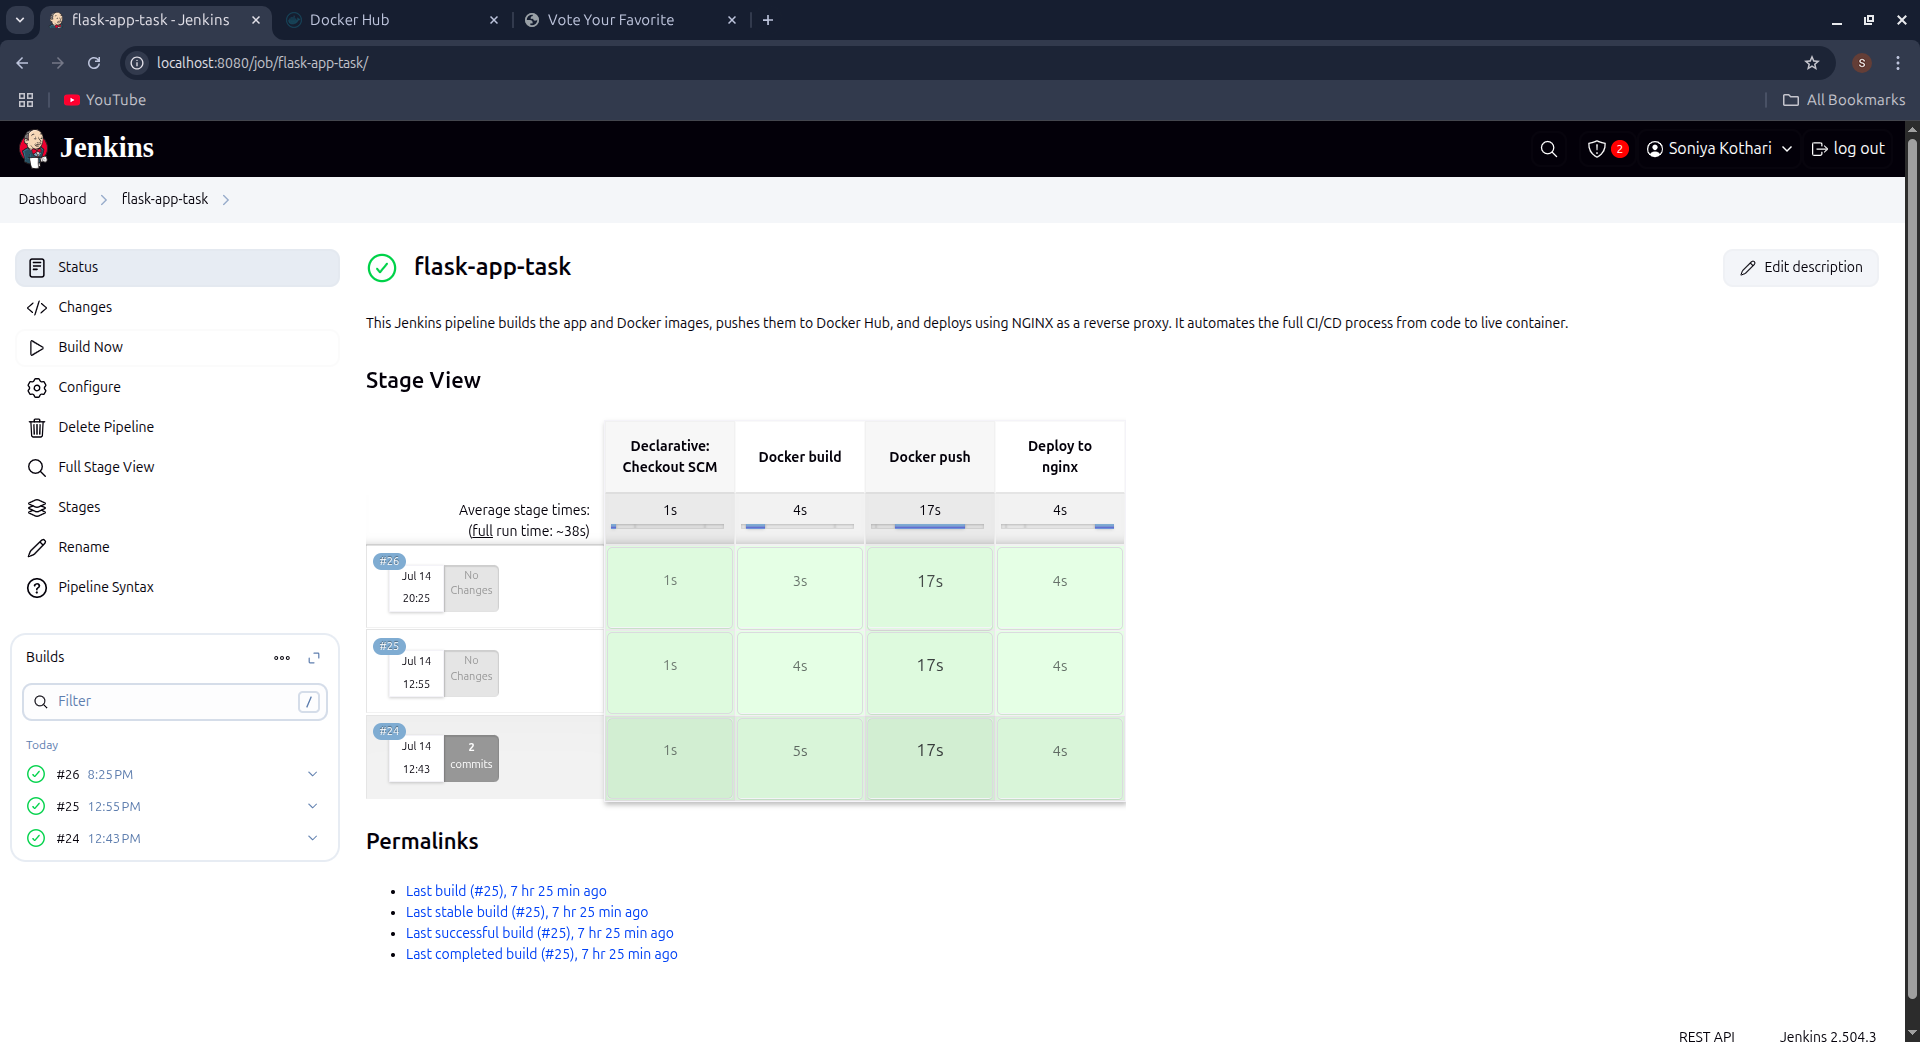 flask-app-task - Jenkins
Docker Hub
Vote Your Favorite
localhost:8080/job/flask-app-task/
S
YouTube
All Bookmarks
Jenkins
2
Soniya Kothari
log out
Dashboard
flask-app-task
Status
Changes
Build Now
Configure
Delete Pipeline
Full Stage View
Stages
Rename
Pipeline Syntax
Builds
Filter
/
Today
#26 8:25 PM
#25 12:55 PM
#24 12:43 PM
flask-app-task
Edit description
This Jenkins pipeline builds the app and Docker images, pushes them to Docker Hub, and deploys using NGINX as a reverse proxy. It automates the full CI/CD process from code to live container.
Stage View
Declarative:
Checkout SCM
Docker build
Docker push
Deploy to
nginx
Average stage times:
(full run time: ~38s)
1s
4s
17s
4s
#26
Jul 14
20:25
No
Changes
1s
3s
17s
4s
#25
Jul 14
12:55
No
Changes
1s
4s
17s
4s
#24
Jul 14
12:43
2
commits
1s
5s
17s
4s
Permalinks
Last build (#25), 7 hr 25 min ago
Last stable build (#25), 7 hr 25 min ago
Last successful build (#25), 7 hr 25 min ago
Last completed build (#25), 7 hr 25 min ago
REST API
Jenkins 2.504.3